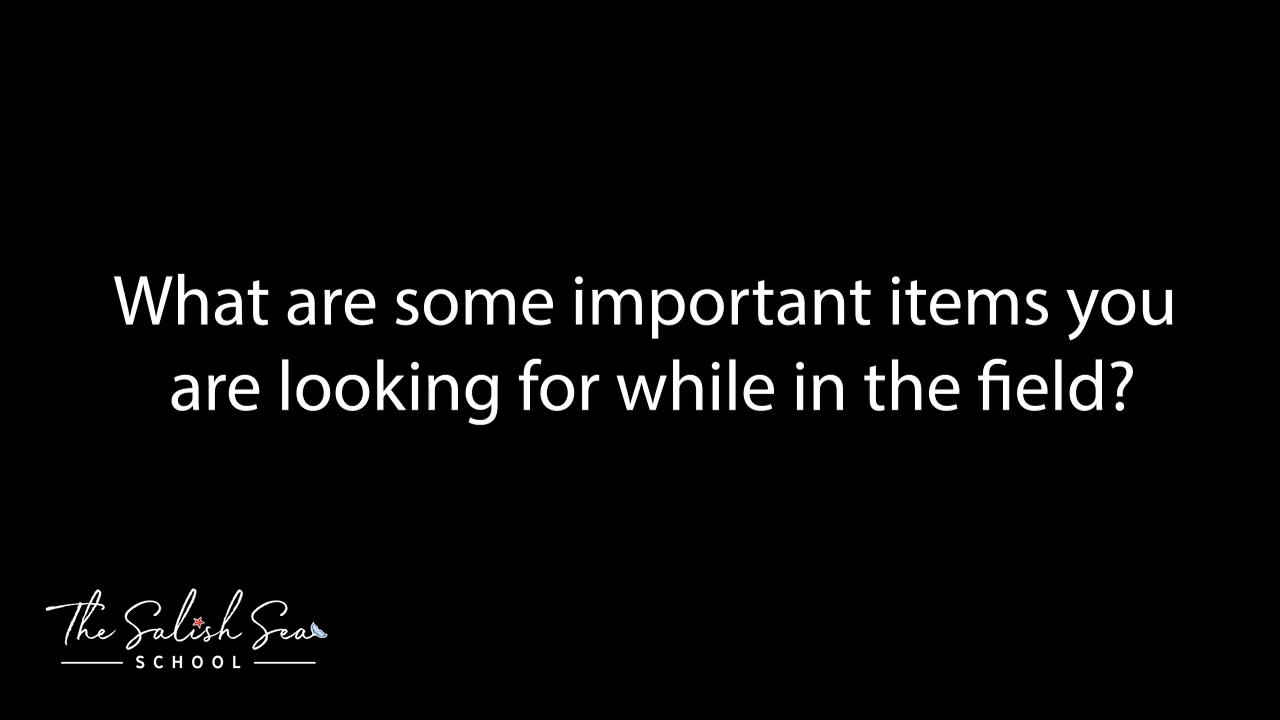 What are some important items you
are looking for while in the field?
The Salish Sea
SCHOOL